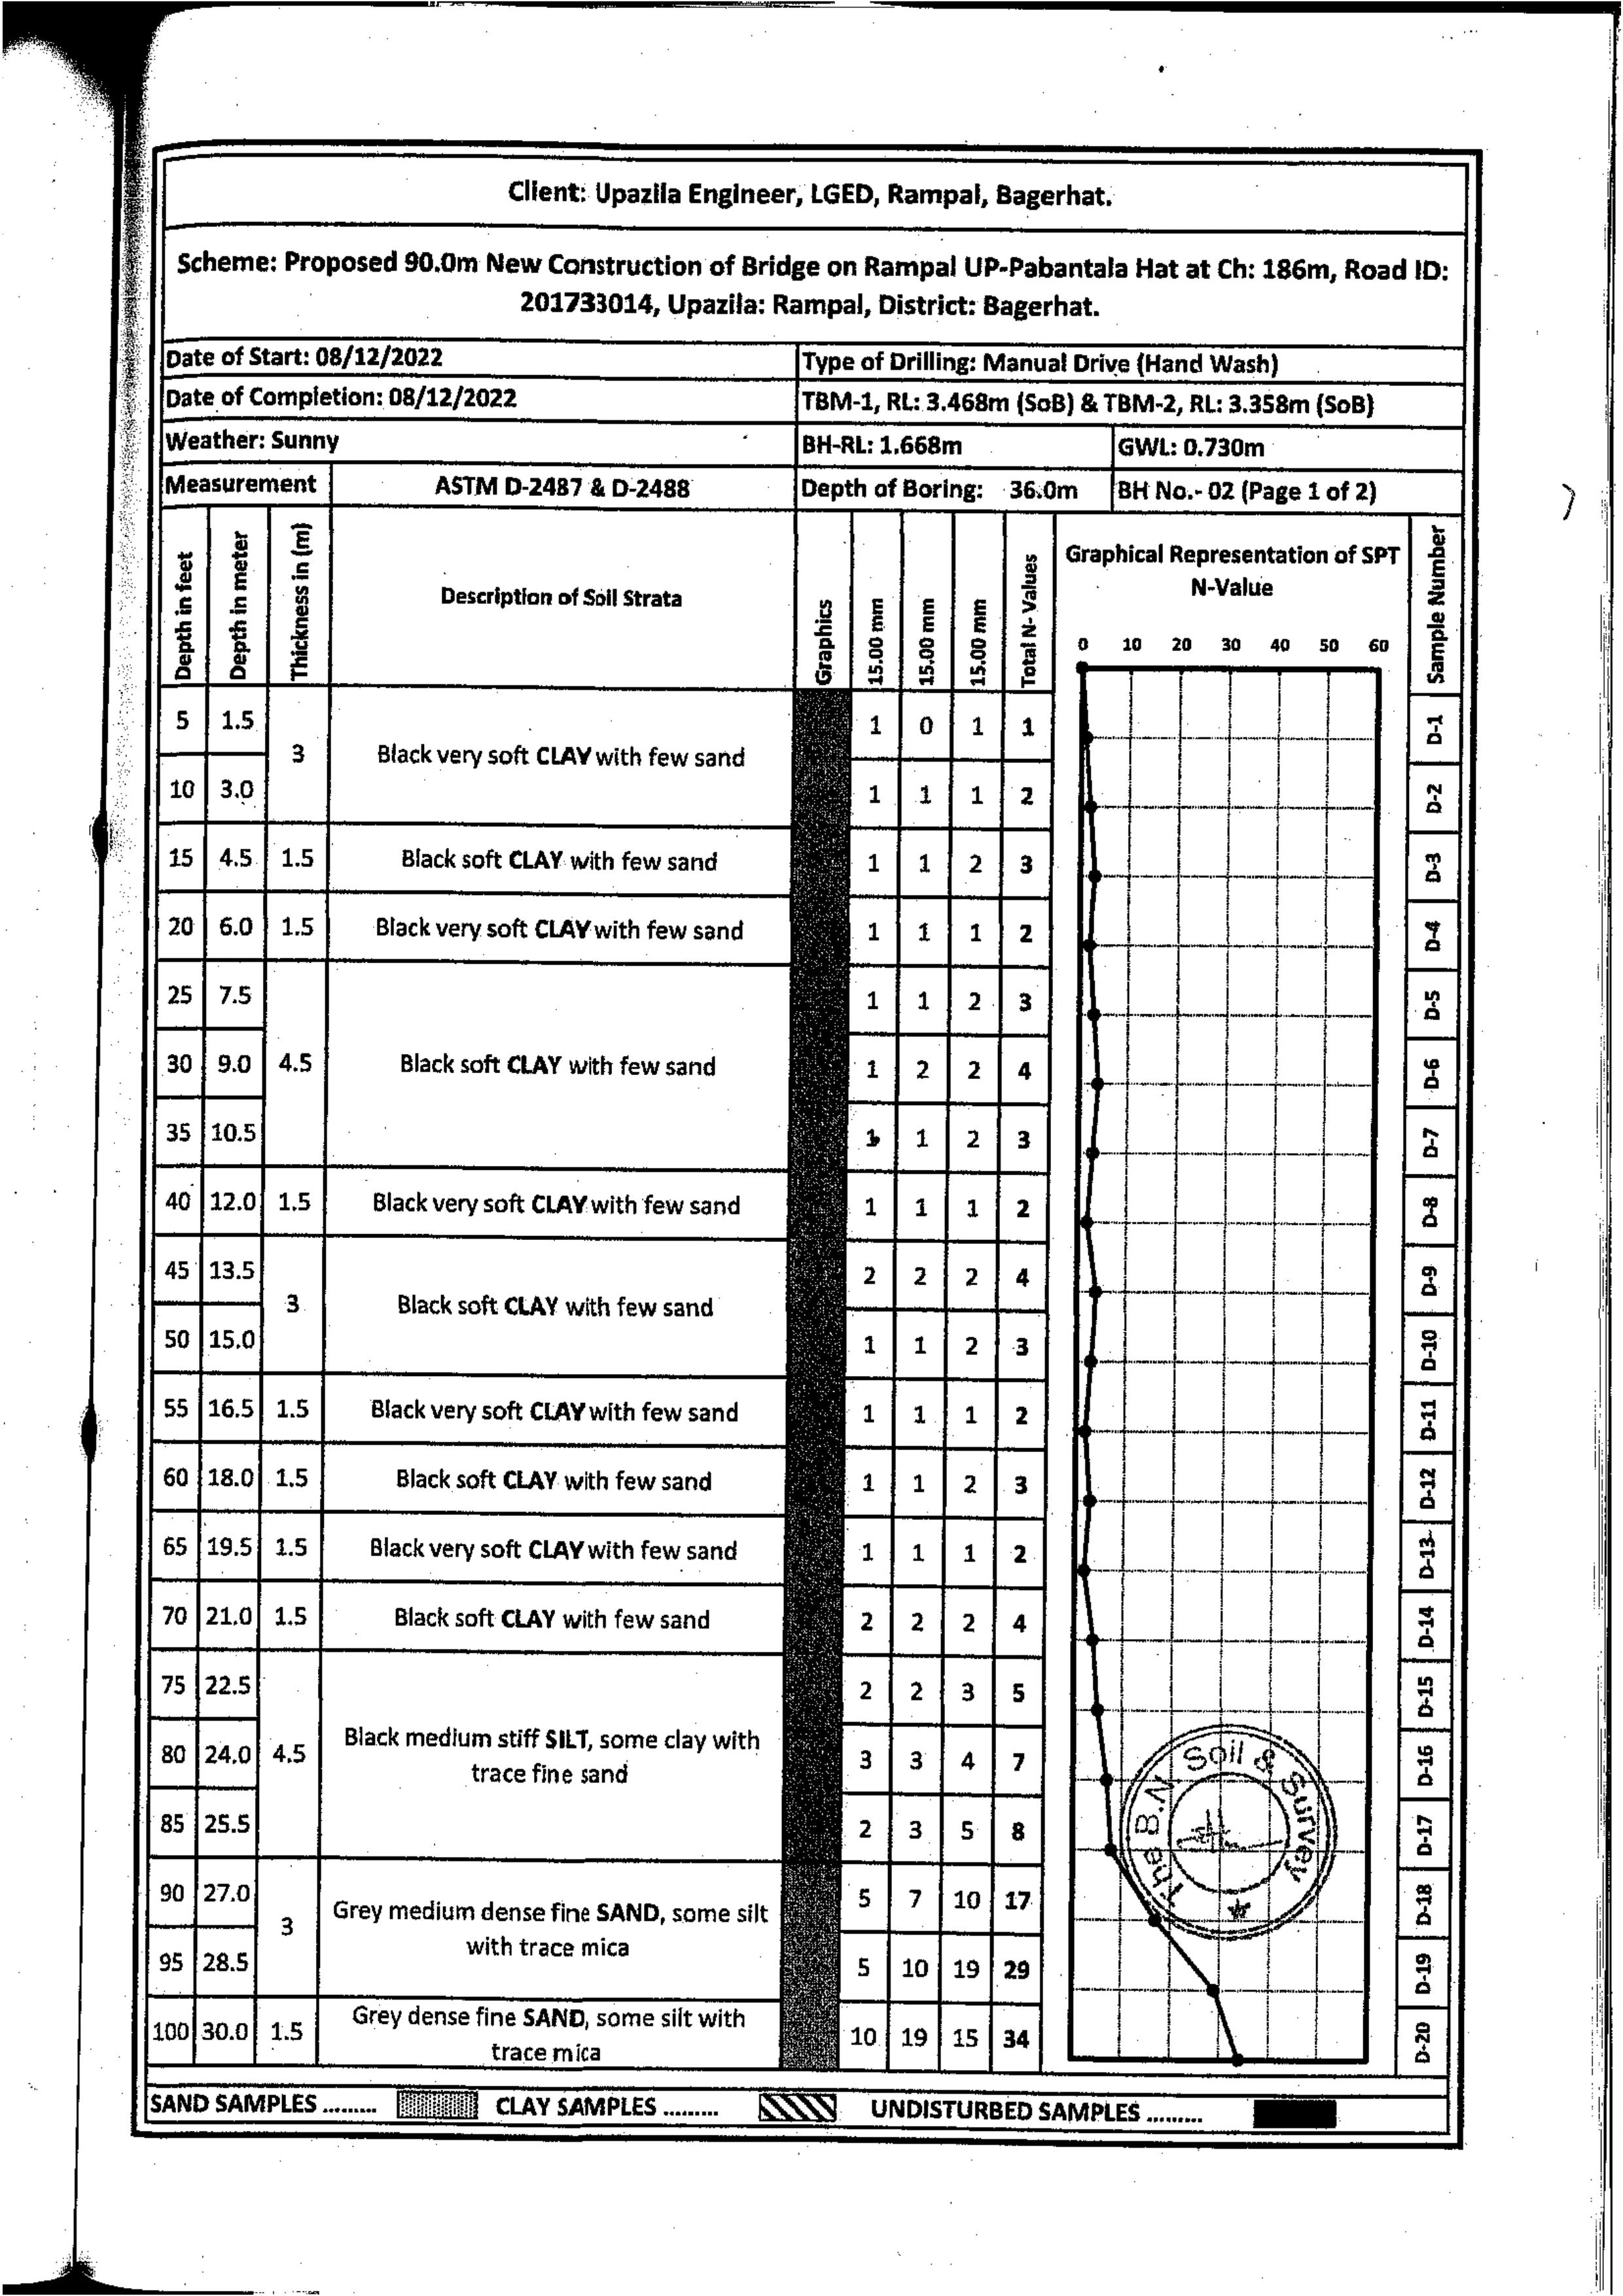 Client: Upazila Engineer, LGED, Rampal, Bagerhat.
Scheme: Proposed 90.0m New Construction of Bridge on Rampal UP-Pabantala Hat at Ch: 186m, Road ID:
201733014, Upazila: Rampal, District: Bagerhat.
Date of Start: 08/12/2022 Type of Drilling: Manual Drive (Hand Wash)
Date of Completion: 08/12/2022 TBM-1, RL: 3.468m (SoB) & TBM-2, RL: 3.358m (SoB)
Weather: Sunny BH-RL: 1.668m GWL: 0.730m
Measurement ASTM D-2487 & D-2488 Depth of Boring: 36.0m BH No.- 02 (Page 1 of 2)
Depth in feet Depth in meter Thickness in (m) Description of Soil Strata Graphics 15.00 mm 15.00 mm 15.00 mm Total N- Values Graphical Representation of SPT Sample Number
N-Value
0 10 20 30 40 50 60
5 1.5 1 0 1 1 D-1
3 Black very soft CLAY with few sand
10 3.0 1 1 1 2 D-2
15 4.5 1.5 Black soft CLAY with few sand 1 1 2 3 D-3
20 6.0 1.5 Black very soft CLAY with few sand 1 1 1 2 D-4
25 7.5 1 1 2 3 D-5
30 9.0 4.5 Black soft CLAY with few sand 1 2 2 4 D-6
35 10.5 1 1 2 3 D-7
40 12.0 1.5 Black very soft CLAY with few sand 1 1 1 2 D-8
45 13.5 2 2 2 4 D-9
3 Black soft CLAY with few sand
50 15.0 1 1 2 3 D-10
55 16.5 1.5 Black very soft CLAY with few sand 1 1 1 2 D-11
60 18.0 1.5 Black soft CLAY with few sand 1 1 2 3 D-12
65 19.5 1.5 Black very soft CLAY with few sand 1 1 1 2 D-13
70 21.0 1.5 Black soft CLAY with few sand 2 2 2 4 D-14
75 22.5 2 2 3 5 D-15
Black medium stiff SILT, some clay with
80 24.0 4.5 3 3 4 7 D-16
trace fine sand
85 25.5 2 3 5 8 D-17
The B.N Soil & Survey
90 27.0 5 7 10 17 D-18
Grey medium dense fine SAND, some silt
3
with trace mica
95 28.5 5 10 19 29 D-19
Grey dense fine SAND, some silt with
100 30.0 1.5 10 19 15 34 D-20
trace mica
SAND SAMPLES ......... CLAY SAMPLES ......... UNDISTURBED SAMPLES .........